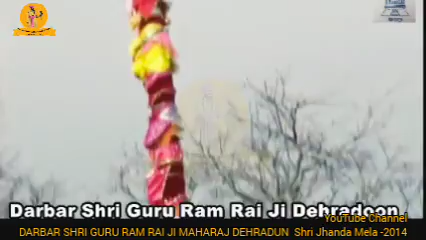 Darbar Shri Guru Ram Rai Ji Dehradoon
YouTube Channel
DARBAR SHRI GURU RAM RAI JI MAHARAJ DEHRADUN Shri Jhanda Mela -2014